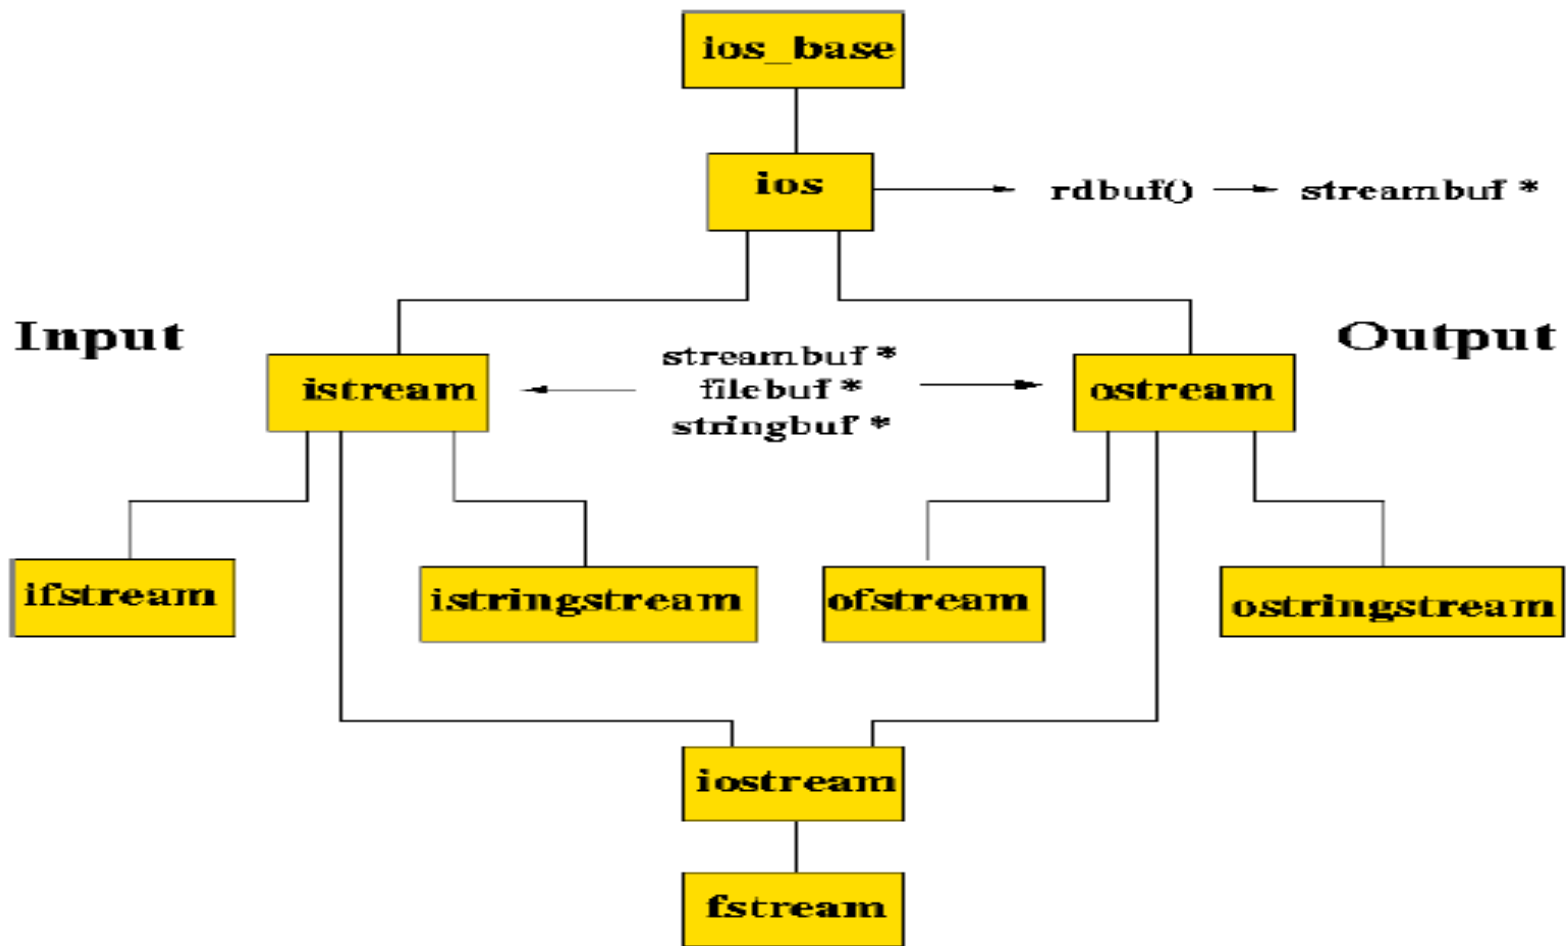 ios_base
ios
rdbuf()
streambuf *
Input
Output
istream
streambuf *
filebuf *
stringbuf *
ostream
ifstream
istringstream
ofstream
ostringstream
iostream
fstream